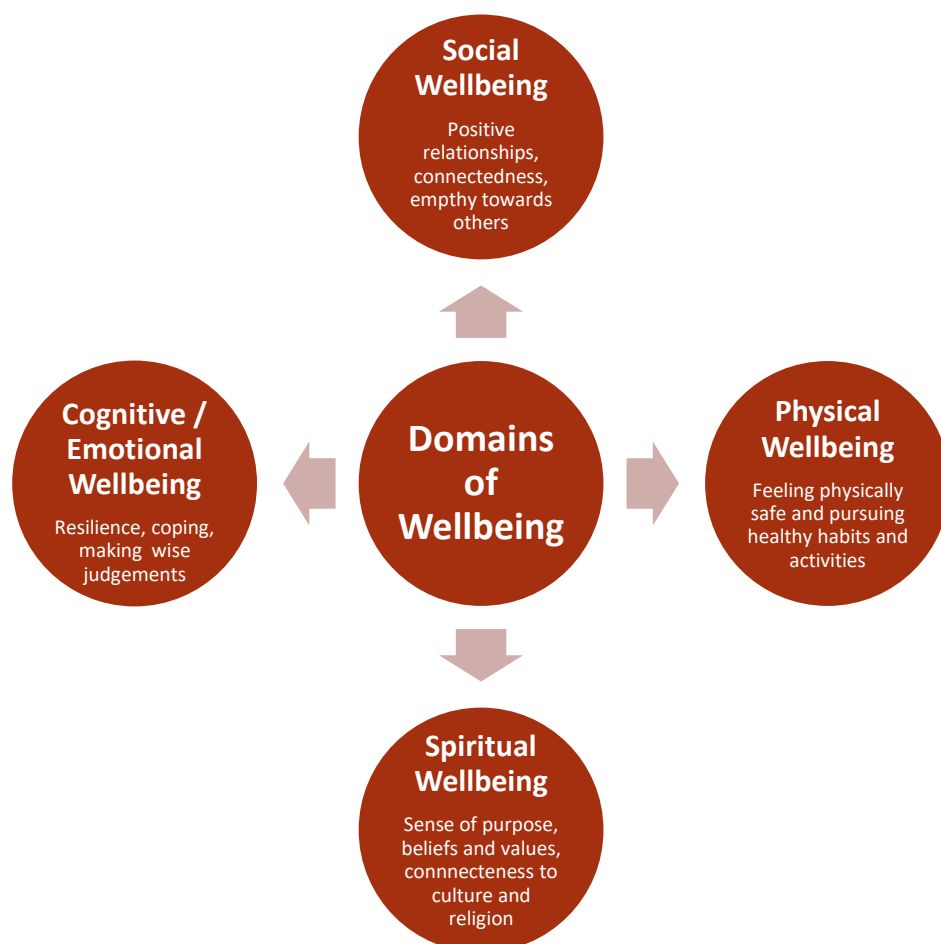 Social
Wellbeing
Positive
relationships,
connectedness,
empthy towards
others
Cognitive /
Emotional
Wellbeing
Resilience, coping,
making wise
judgements
Domains
of
Wellbeing
Physical
Wellbeing
Feeling physically
safe and pursuing
healthy habits and
activities
Spiritual
Wellbeing
Sense of purpose,
beliefs and values,
connnecteness to
culture and
religion